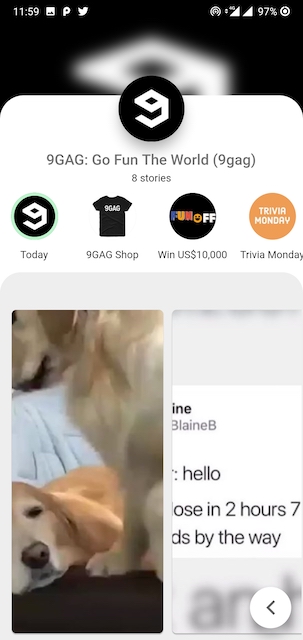 11:59
97%
9GAG: Go Fun The World (9gag)
8 stories
9GAG
FUN OFF
TRIVIA
MONDAY
Today
9GAG Shop
Win US$10,000
Trivia Monday
ine
BlaineB
r: hello
lose in 2 hours 7
ds by the way